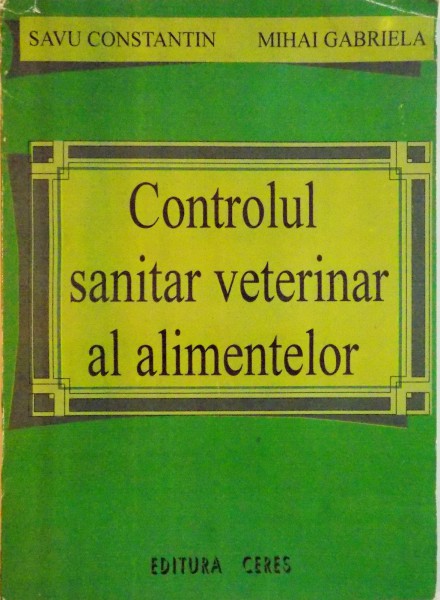 SAVU CONSTANTIN MIHAI GABRIELA
Controlul
sanitar veterinar
al alimentelor
EDITURA CERES